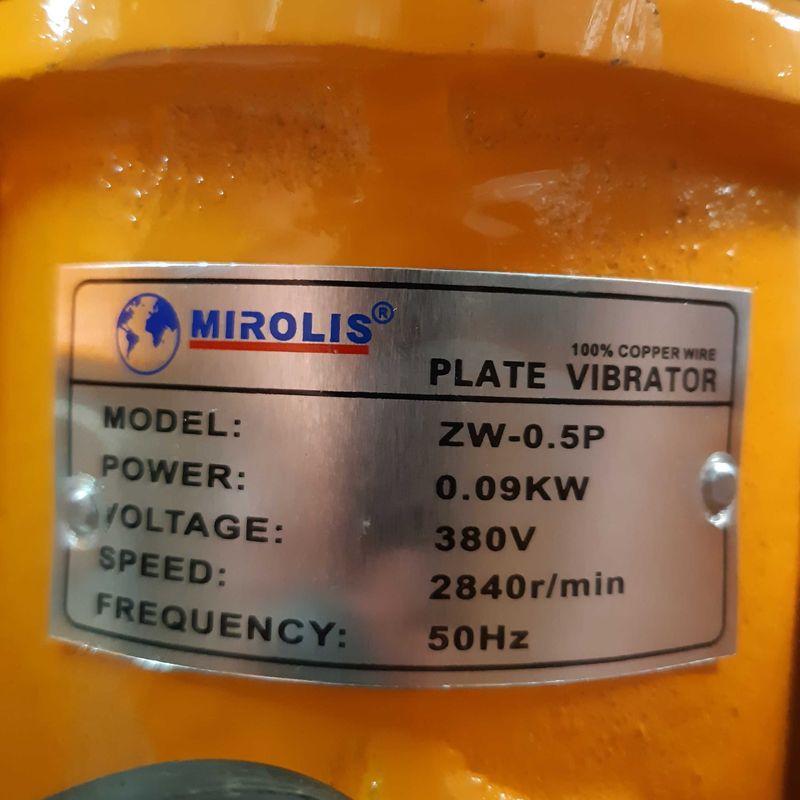 MIROLIS®
100% COPPER WIRE
PLATE VIBRATOR
MODEL: ZW-0.5P
POWER: 0.09KW
VOLTAGE: 380V
SPEED: 2840r/min
FREQUENCY: 50Hz